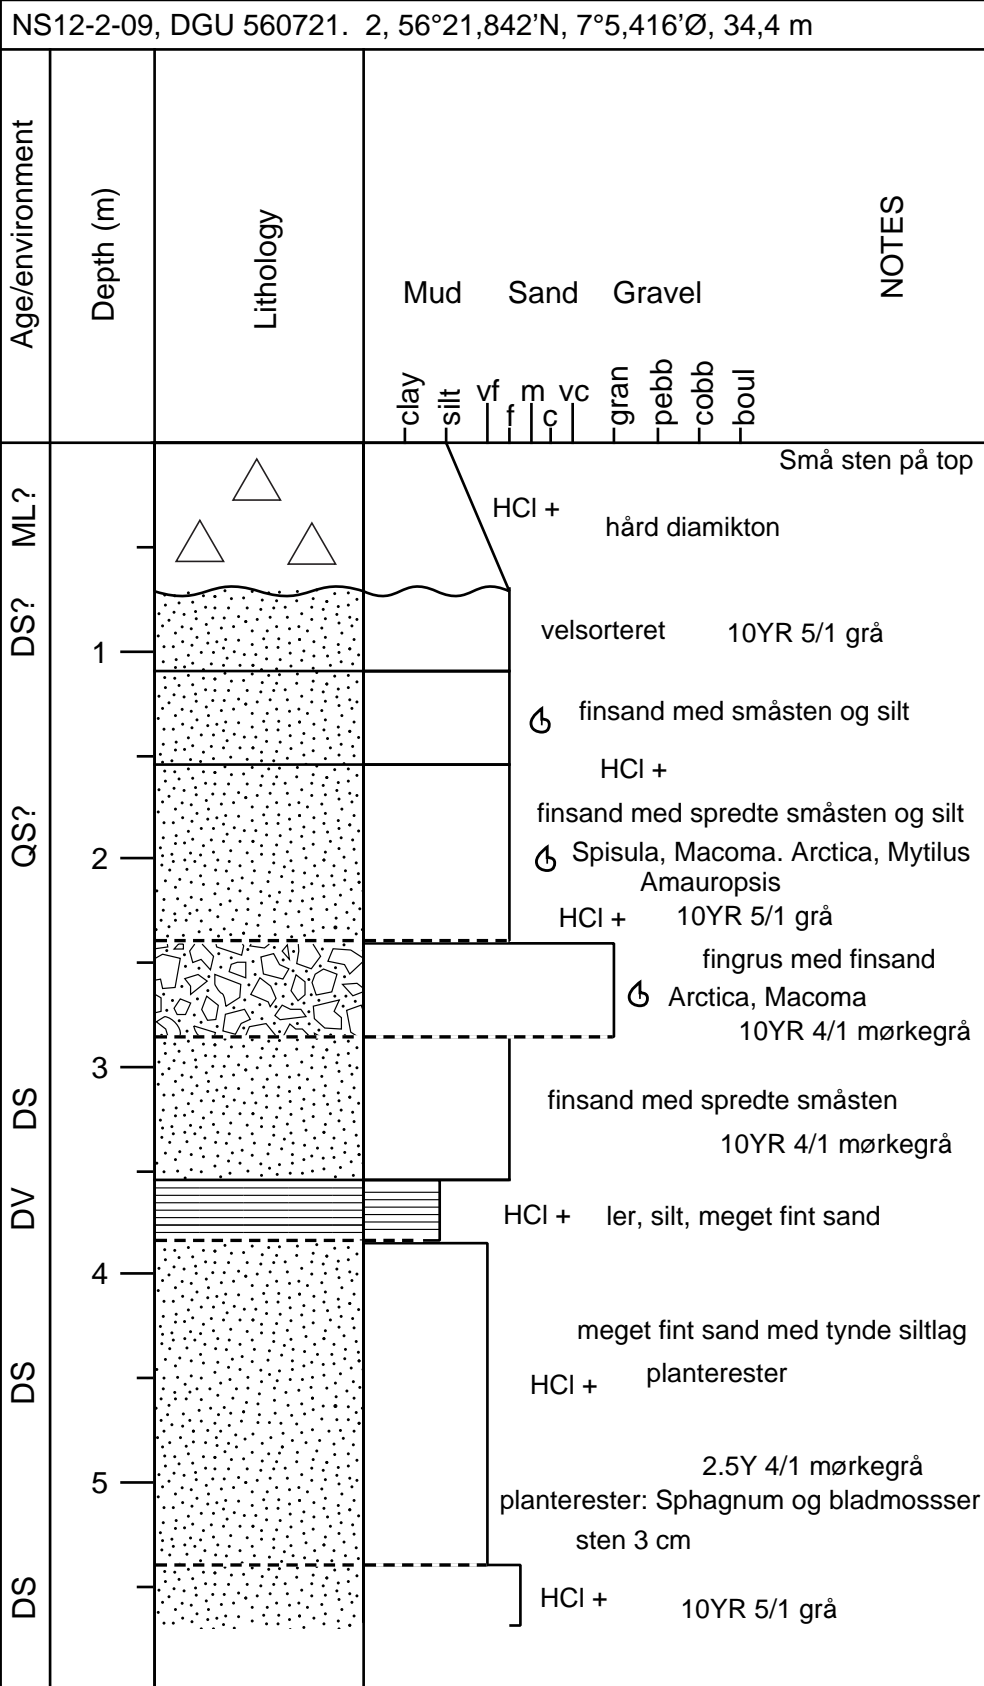 NS12-2-09, DGU 560721. 2, 56°21,842’N, 7°5,416’Ø, 34,4 m
Age/environment
Depth (m)
Lithology
Mud Sand Gravel
NOTES
clay
silt
vf
f
m
c
vc
gran
pebb
cobb
boul
ML?
Små sten på top
HCl +
hård diamikton
DS?
1
velsorteret 10YR 5/1 grå
finsand med småsten og silt
HCl +
QS?
2
finsand med spredte småsten og silt
Spisula, Macoma. Arctica, Mytilus
Amauropsis
HCl + 10YR 5/1 grå
fingrus med finsand
Arctica, Macoma
10YR 4/1 mørkegrå
3
DS
finsand med spredte småsten
10YR 4/1 mørkegrå
DV
HCl + ler, silt, meget fint sand
4
DS
meget fint sand med tynde siltlag
planterester
HCl +
5
2.5Y 4/1 mørkegrå
planterester: Sphagnum og bladmossser
sten 3 cm
DS
HCl +
10YR 5/1 grå